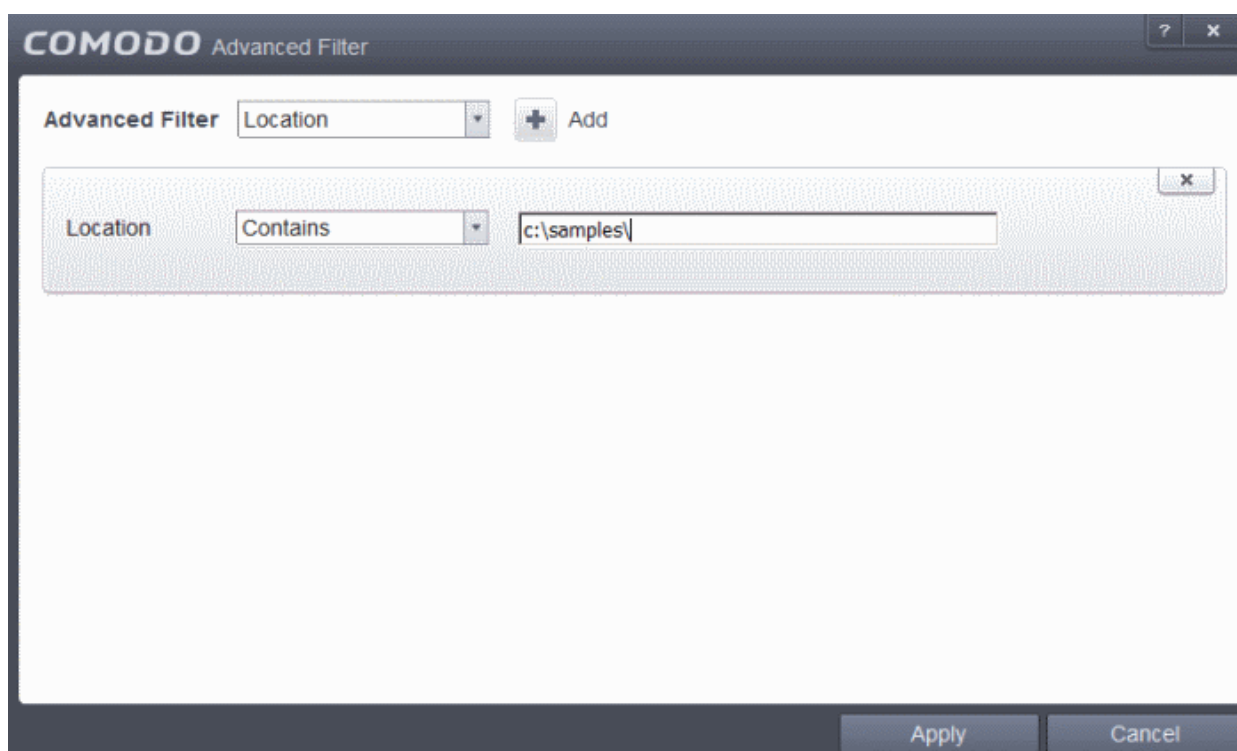 COMODO Advanced Filter ? x
Advanced Filter Location + Add
x
Location Contains c:\samples\
Apply Cancel